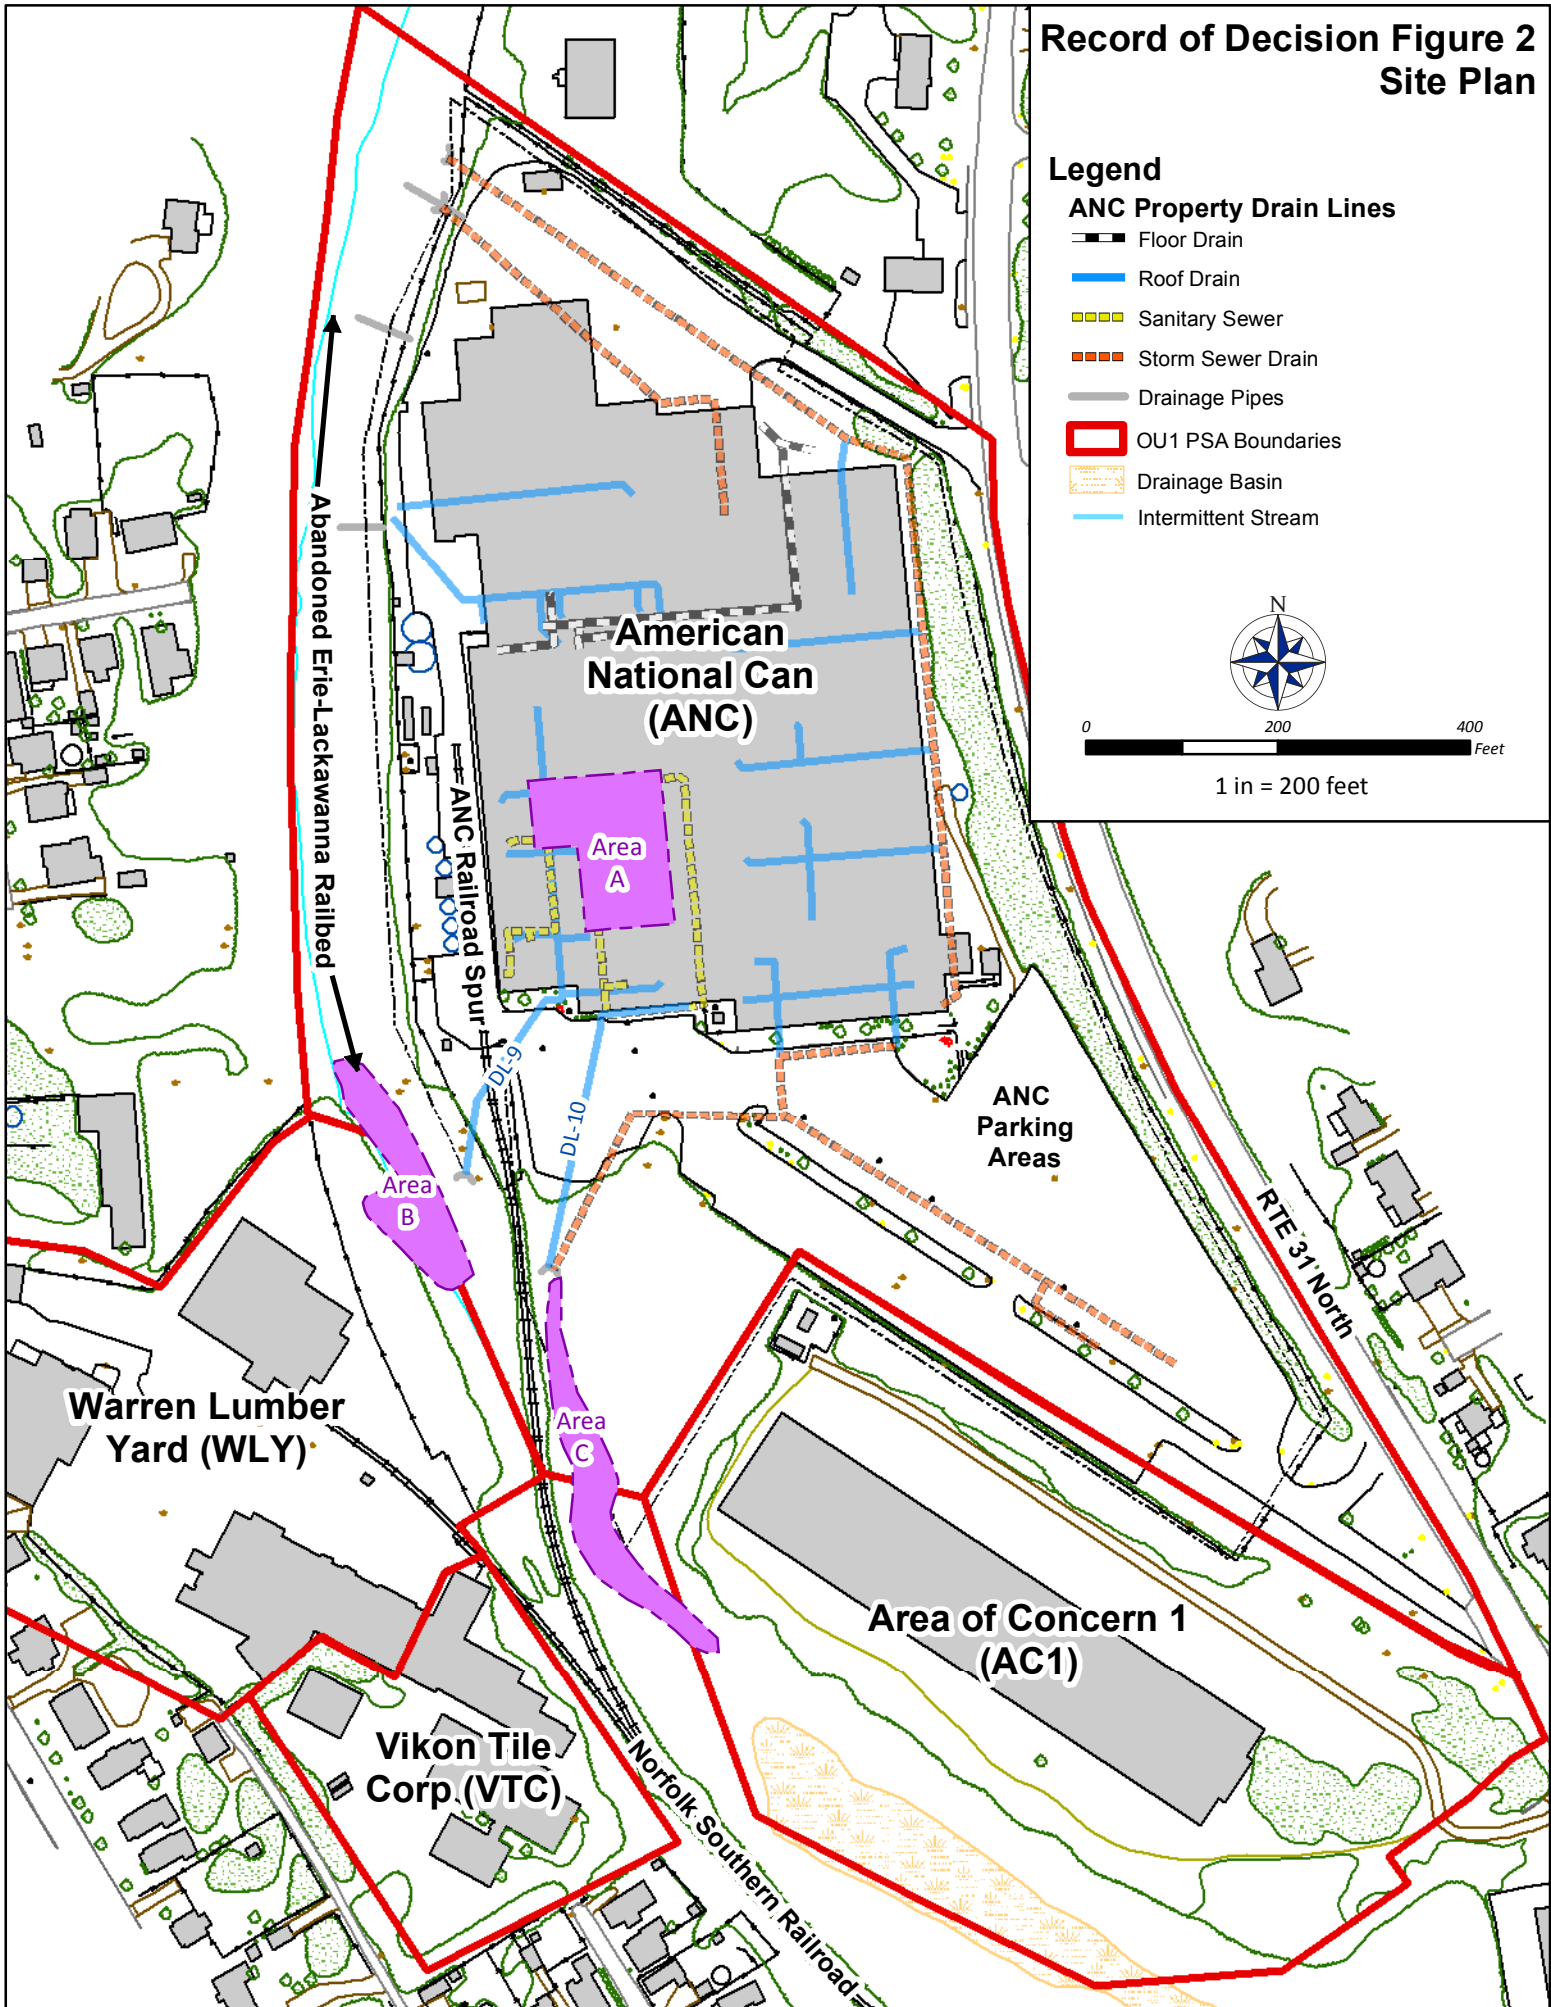 Record of Decision Figure 2
Site Plan
Legend
ANC Property Drain Lines
Floor Drain
Roof Drain
Sanitary Sewer
Storm Sewer Drain
Drainage Pipes
OU1 PSA Boundaries
Drainage Basin
Intermittent Stream
N
0 200 400
Feet
1 in = 200 feet
Abandoned Erie-Lackawanna Railbed
American
National Can
(ANC)
ANC Railroad Spur
Area
A
DL-9
DL-10
ANC
Parking
Areas
Area
B
RTE 31 North
Warren Lumber
Yard (WLY)
Area
C
Area of Concern 1
(AC1)
Vikon Tile
Corp (VTC)
Norfolk Southern Railroad